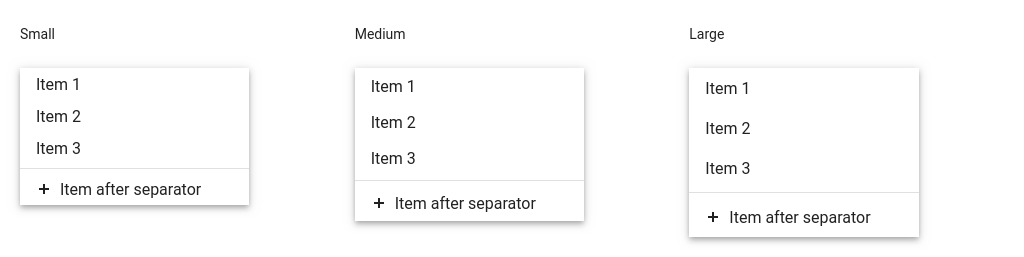 Small
Item 1
Item 2
Item 3
+ Item after separator
Medium
Item 1
Item 2
Item 3
+ Item after separator
Large
Item 1
Item 2
Item 3
+ Item after separator